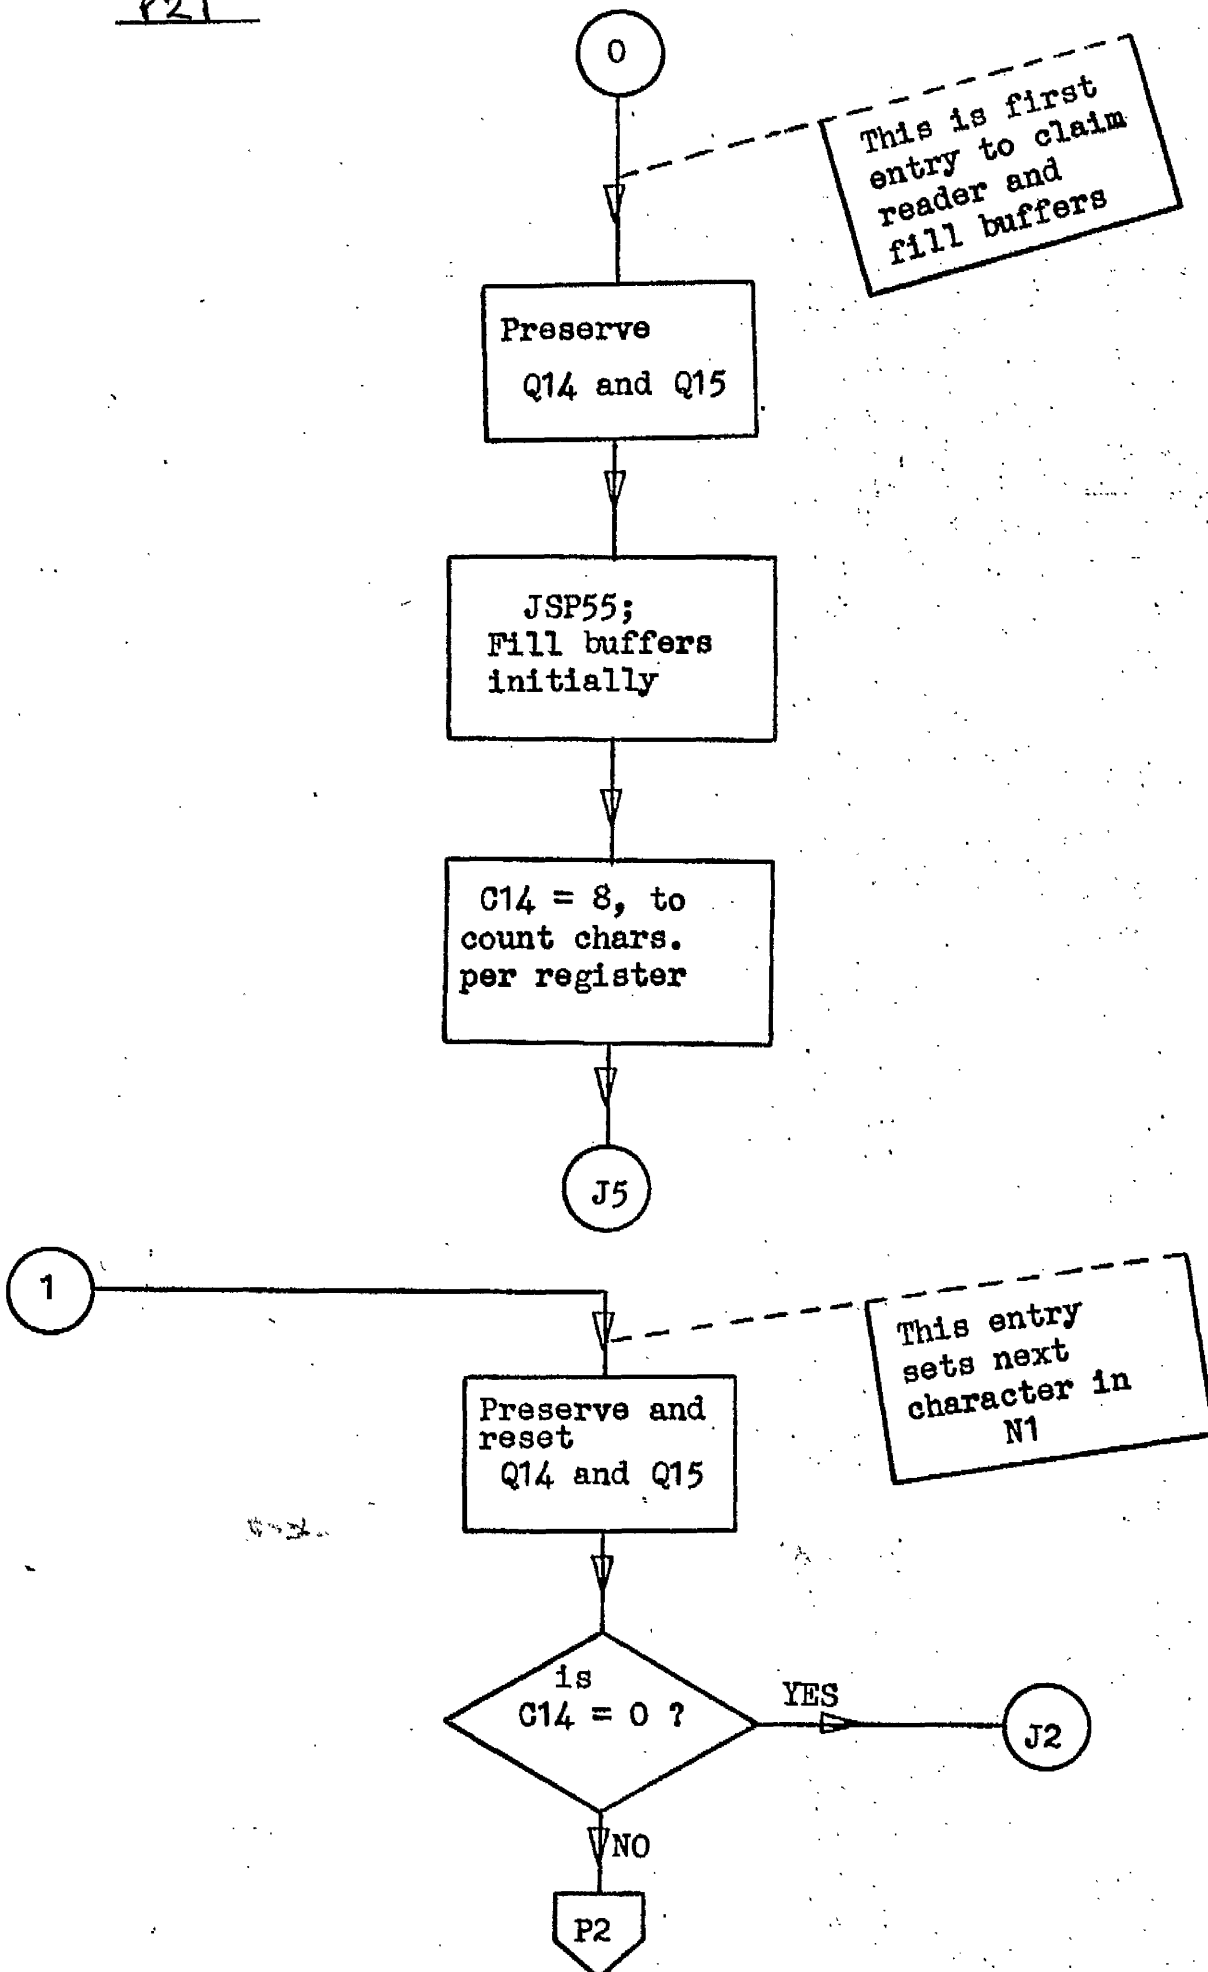 P21
0
This is first
entry to claim
reader and
fill buffers
Preserve
Q14 and Q15
JSP55;
Fill buffers
initially
C14 = 8, to
count chars.
per register
J5
1
This entry
sets next
character in
N1
Preserve and
reset
Q14 and Q15
is
C14 = 0 ?
YES
J2
NO
P2